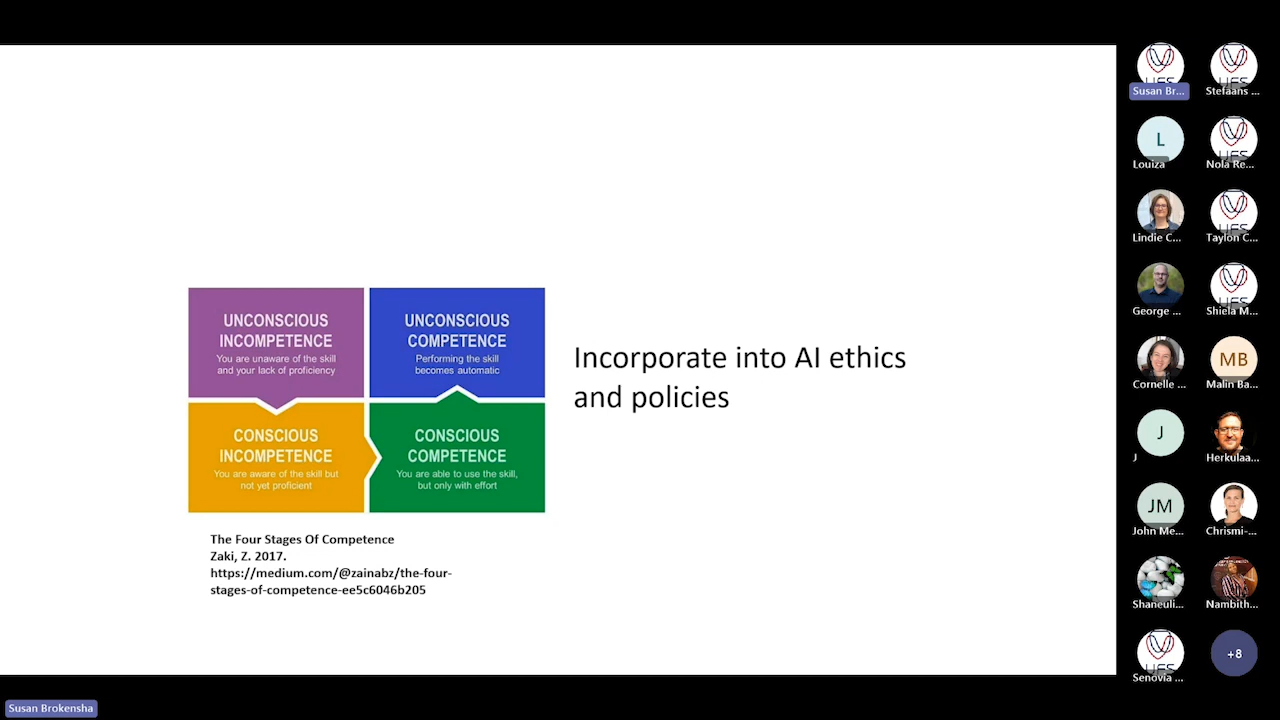 UNCONSCIOUS
INCOMPETENCE
You are unaware of the skill
and your lack of proficiency
UNCONSCIOUS
COMPETENCE
Performing the skill
becomes automatic
CONSCIOUS
INCOMPETENCE
You are aware of the skill but
not yet proficient
CONSCIOUS
COMPETENCE
You are able to use the skill,
but only with effort
Incorporate into AI ethics
and policies
The Four Stages Of Competence
Zaki, Z. 2017.
https://medium.com/@zainabz/the-four-
stages-of-competence-ee5c6046b205
Susan Br...
Stefaans ...
L
Louiza
Nola Re...
Lindie C...
Taylon C...
George ...
Shiela M...
Cornelle ...
MB
Malin Ba...
J
J
Herkulaa...
JM
John Me...
Chrismi-...
Shaneuli...
Nambith...
Senovia ...
+8
Susan Brokensha